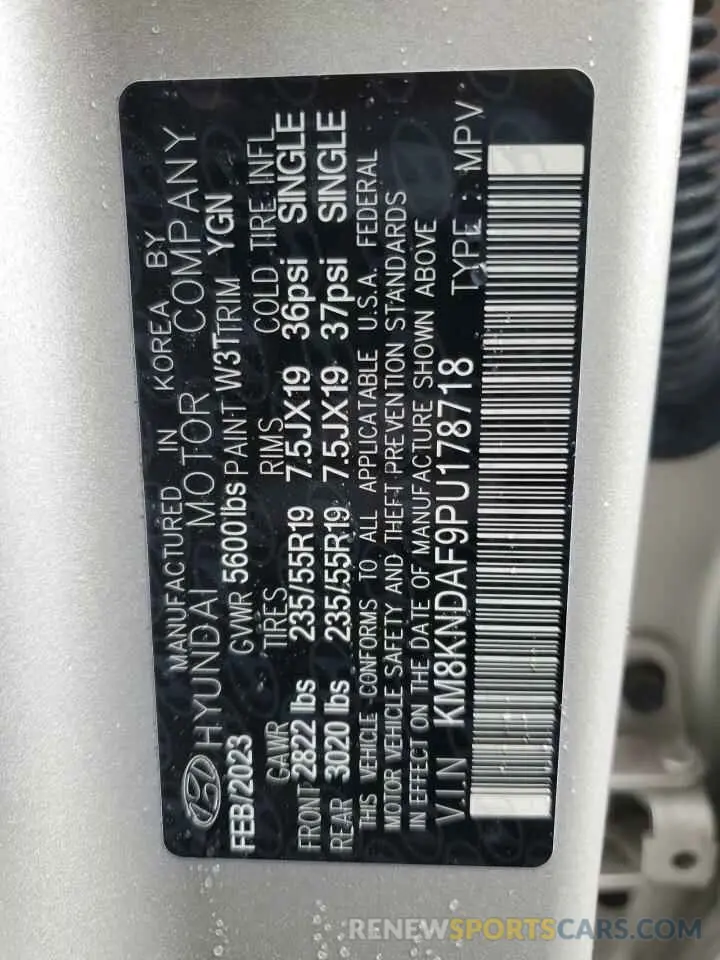 MANUFACTURED IN KOREA BY
HYUNDAI MOTOR COMPANY
FEB/2023 GVWR 5600lbs PAINT W3T TRIM YGN
GAWR TIRES RIMS COLD TIRE INFL
FRONT 2822 lbs 235/55R19 7.5JX19 36psi SINGLE
REAR 3020 lbs 235/55R19 7.5JX19 37psi SINGLE
THIS VEHICLE CONFORMS TO ALL APPLICATABLE U.S.A. FEDERAL
MOTOR VEHICLE SAFETY AND THEFT PREVENTION STANDARDS
IN EFFECT ON THE DATE OF MANUFACTURE SHOWN ABOVE
V.I.N KM8KNDAF9PU178718 TYPE : MPV
RENEWSPORTSCARS.COM